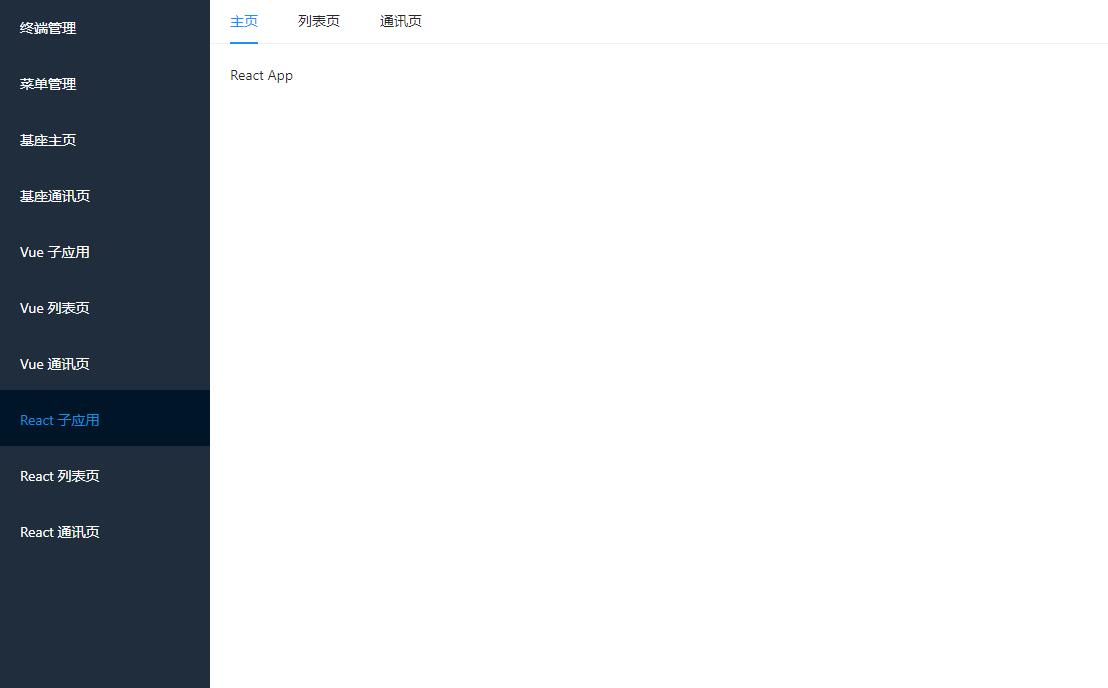 终端管理
菜单管理
基座主页
基座通讯页
Vue 子应用
Vue 列表页
Vue 通讯页
React 子应用
React 列表页
React 通讯页
主页 列表页 通讯页
React App